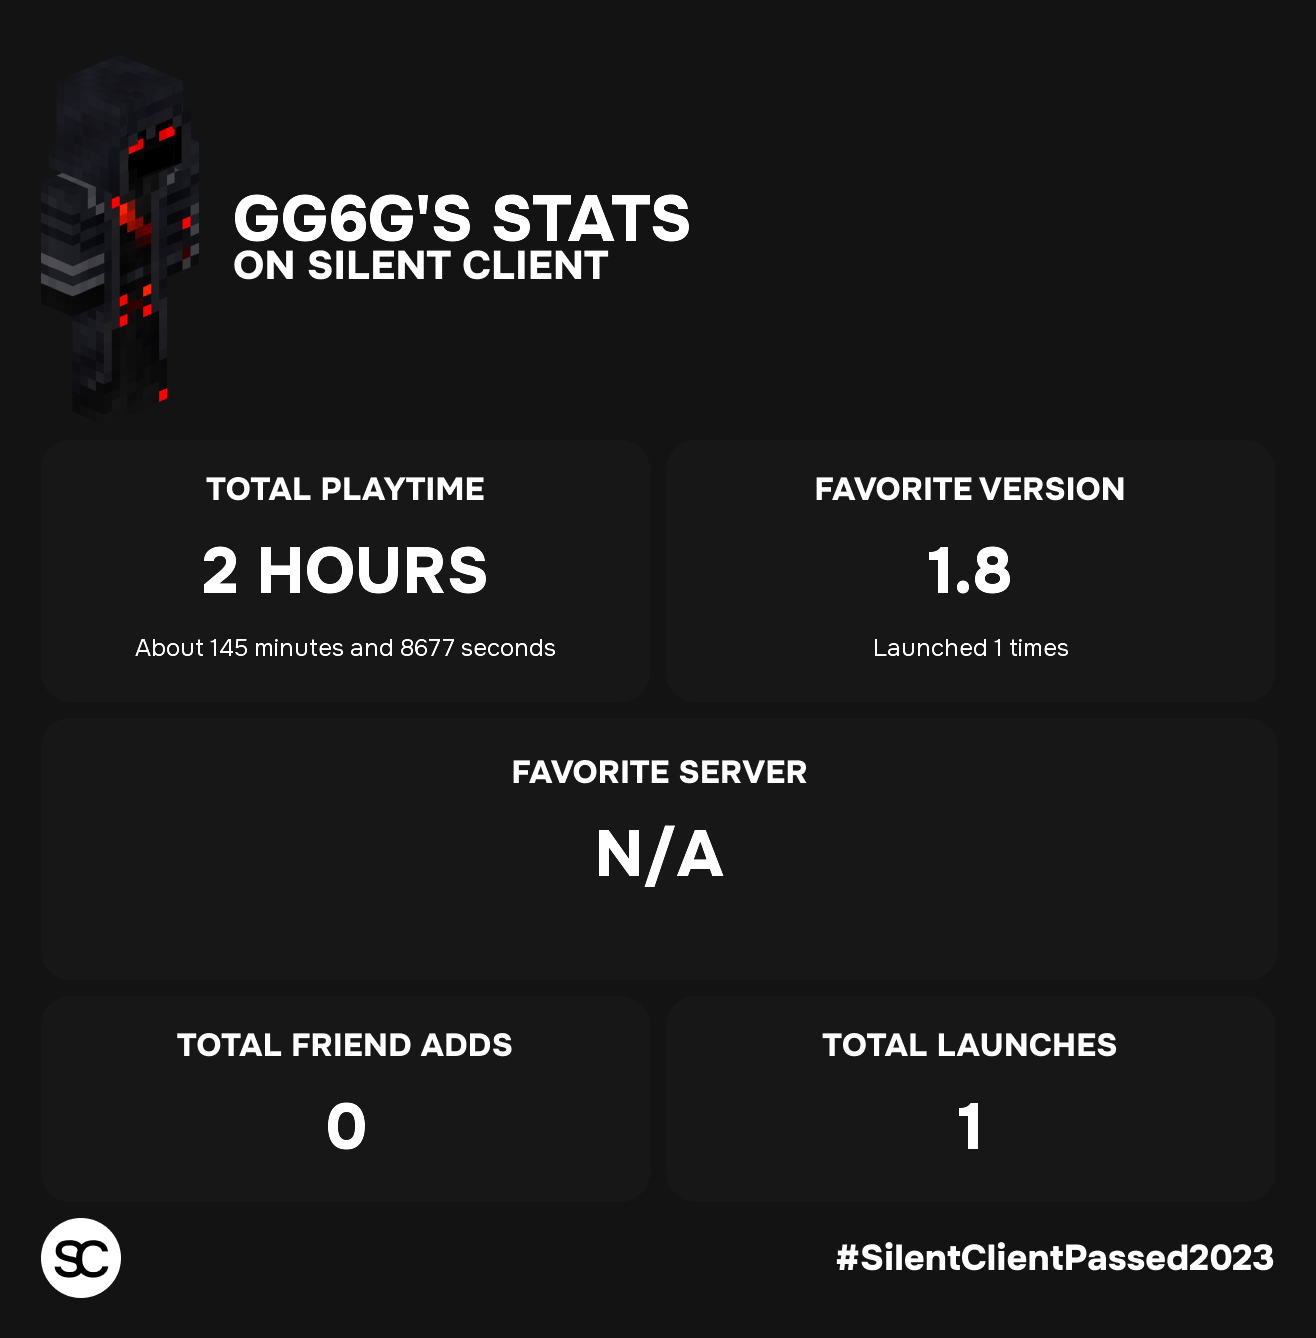 GG6G'S STATS
ON SILENT CLIENT
TOTAL PLAYTIME
2 HOURS
About 145 minutes and 8677 seconds
FAVORITE VERSION
1.8
Launched 1 times
FAVORITE SERVER
N/A
TOTAL FRIEND ADDS
0
TOTAL LAUNCHES
1
SC
#SilentClientPassed2023